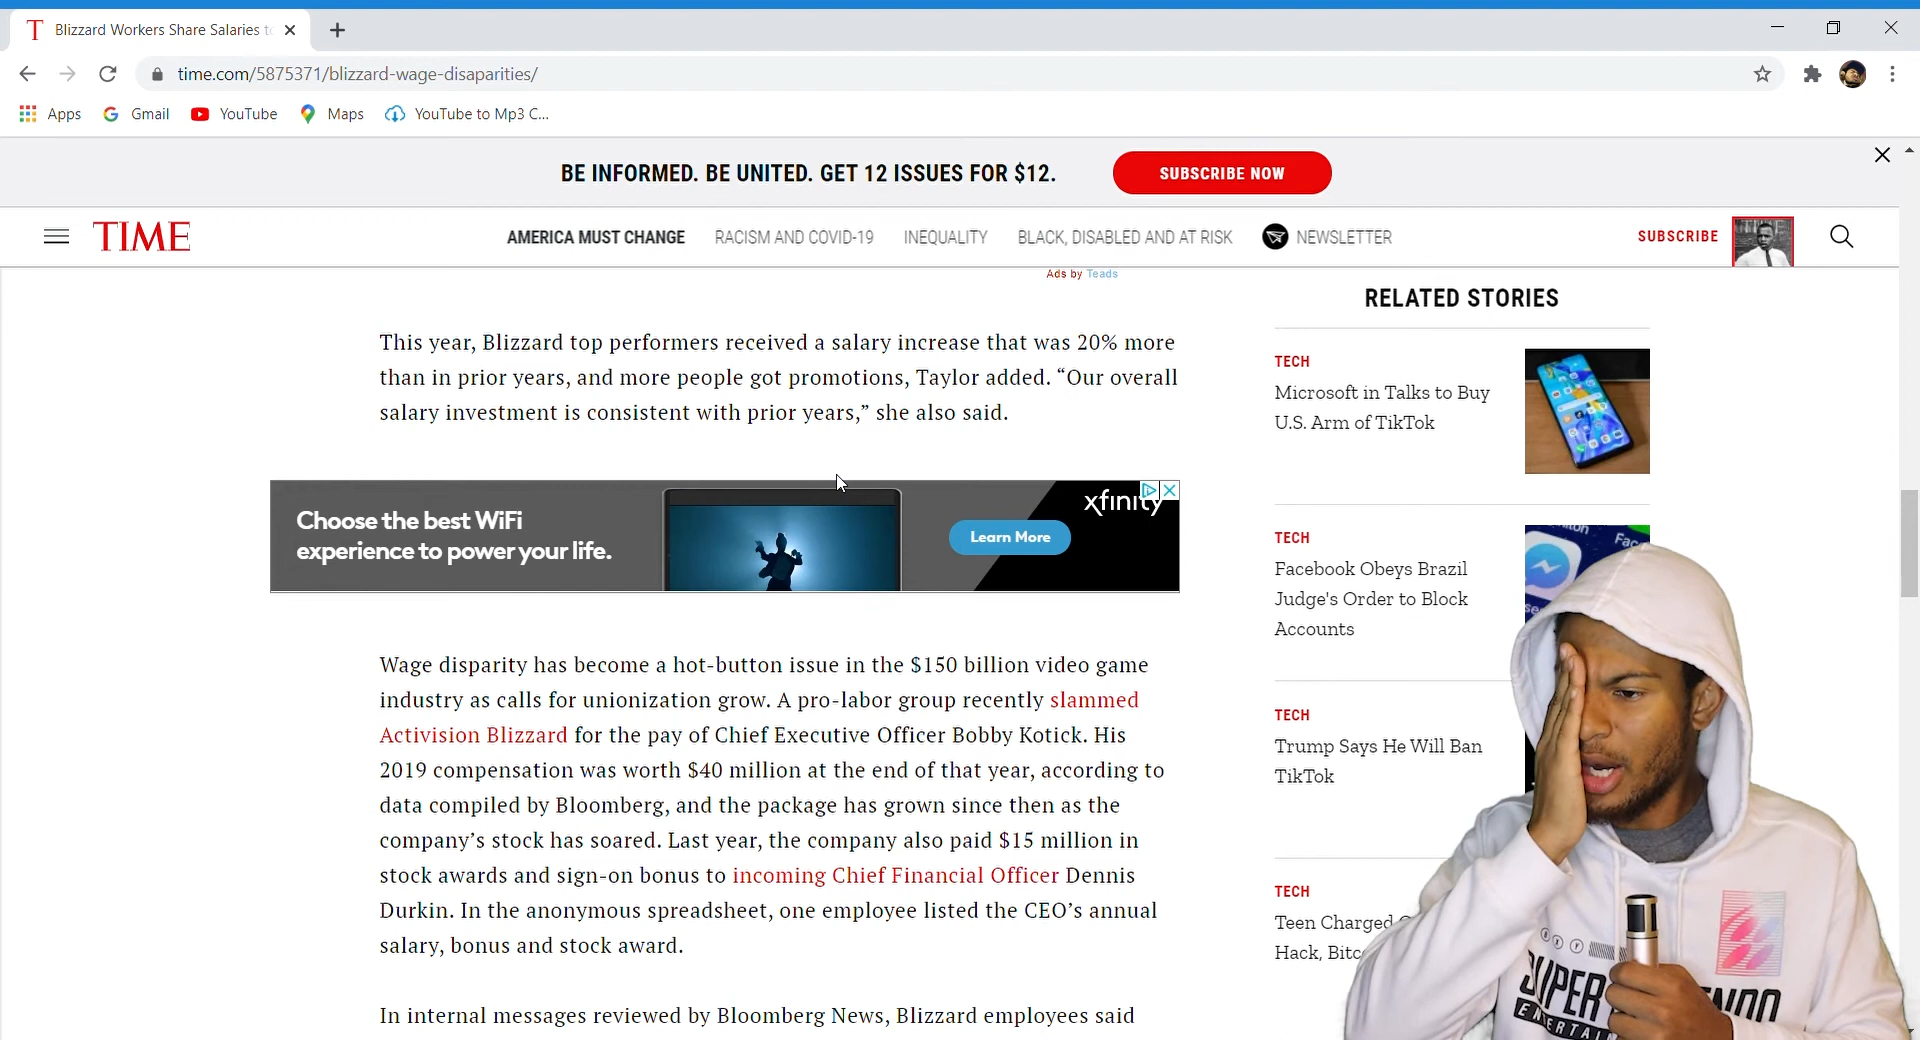 Blizzard Workers Share Salaries to
time.com/5875371/blizzard-wage-disparities/
Apps Gmail YouTube Maps YouTube to Mp3 C...
BE INFORMED. BE UNITED. GET 12 ISSUES FOR $12. SUBSCRIBE NOW
TIME AMERICA MUST CHANGE RACISM AND COVID-19 INEQUALITY BLACK, DISABLED AND AT RISK NEWSLETTER SUBSCRIBE
Ads by Teads
This year, Blizzard top performers received a salary increase that was 20% more
than in prior years, and more people got promotions, Taylor added. “Our overall
salary investment is consistent with prior years,” she also said.
Choose the best WiFi
experience to power your life.
Learn More
xfinity
Wage disparity has become a hot-button issue in the $150 billion video game
industry as calls for unionization grow. A pro-labor group recently slammed
Activision Blizzard for the pay of Chief Executive Officer Bobby Kotick. His
2019 compensation was worth $40 million at the end of that year, according to
data compiled by Bloomberg, and the package has grown since then as the
company’s stock has soared. Last year, the company also paid $15 million in
stock awards and sign-on bonus to incoming Chief Financial Officer Dennis
Durkin. In the anonymous spreadsheet, one employee listed the CEO’s annual
salary, bonus and stock award.
In internal messages reviewed by Bloomberg News, Blizzard employees said
RELATED STORIES
TECH
Microsoft in Talks to Buy
U.S. Arm of TikTok
TECH
Facebook Obeys Brazil
Judge's Order to Block
Accounts
TECH
Trump Says He Will Ban
TikTok
TECH
Teen Charged
Hack,
SUPER